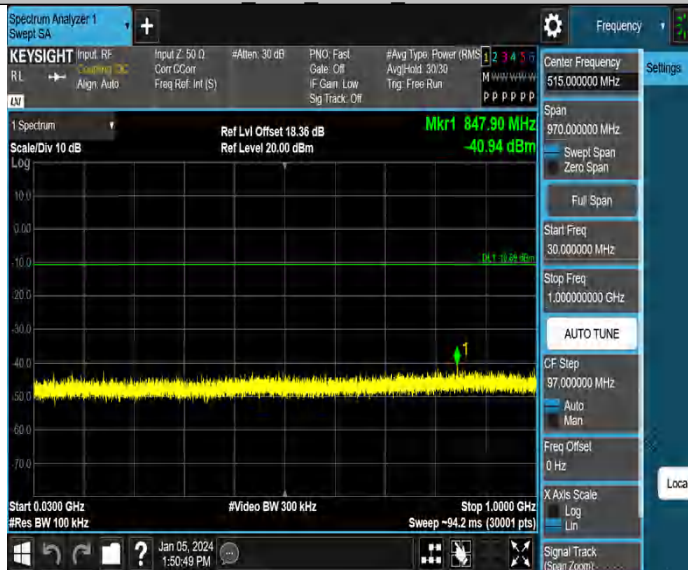 Spectrum Analyzer 1
Swept SA
+
Frequency
KEYSIGHT
RL
LXI
Input: RF
Coupling: DC
Align: Auto
Input Z: 50 Ω
Corr CCorr
Freq Ref: Int (S)
#Atten: 30 dB
PNO: Fast
Gate: Off
IF Gain: Low
Sig Track: Off
#Avg Type: Power (RMS
Avg|Hold: 30/30
Trig: Free Run
1 2 3 4 5 6
M W W W W W
P P P P P P
Settings
1 Spectrum
Scale/Div 10 dB
Log
Ref Lvl Offset 18.36 dB
Ref Level 20.00 dBm
Mkr1 847.90 MHz
-40.94 dBm
10.0
0.00
-10.0
-20.0
-30.0
-40.0
-50.0
-60.0
-70.0
1
Start 0.0300 GHz
#Res BW 100 kHz
#Video BW 300 kHz
Stop 1.0000 GHz
Sweep ~94.2 ms (30001 pts)
Center Frequency
515.000000 MHz
Span
970.000000 MHz
Swept Span
Zero Span
Full Span
Start Freq
30.000000 MHz
Stop Freq
1.000000000 GHz
AUTO TUNE
CF Step
97.000000 MHz
Auto
Man
Freq Offset
0 Hz
X Axis Scale
Log
Lin
Signal Track
(Span Zoom)
Loca
?
Jan 05, 2024
1:50:49 PM